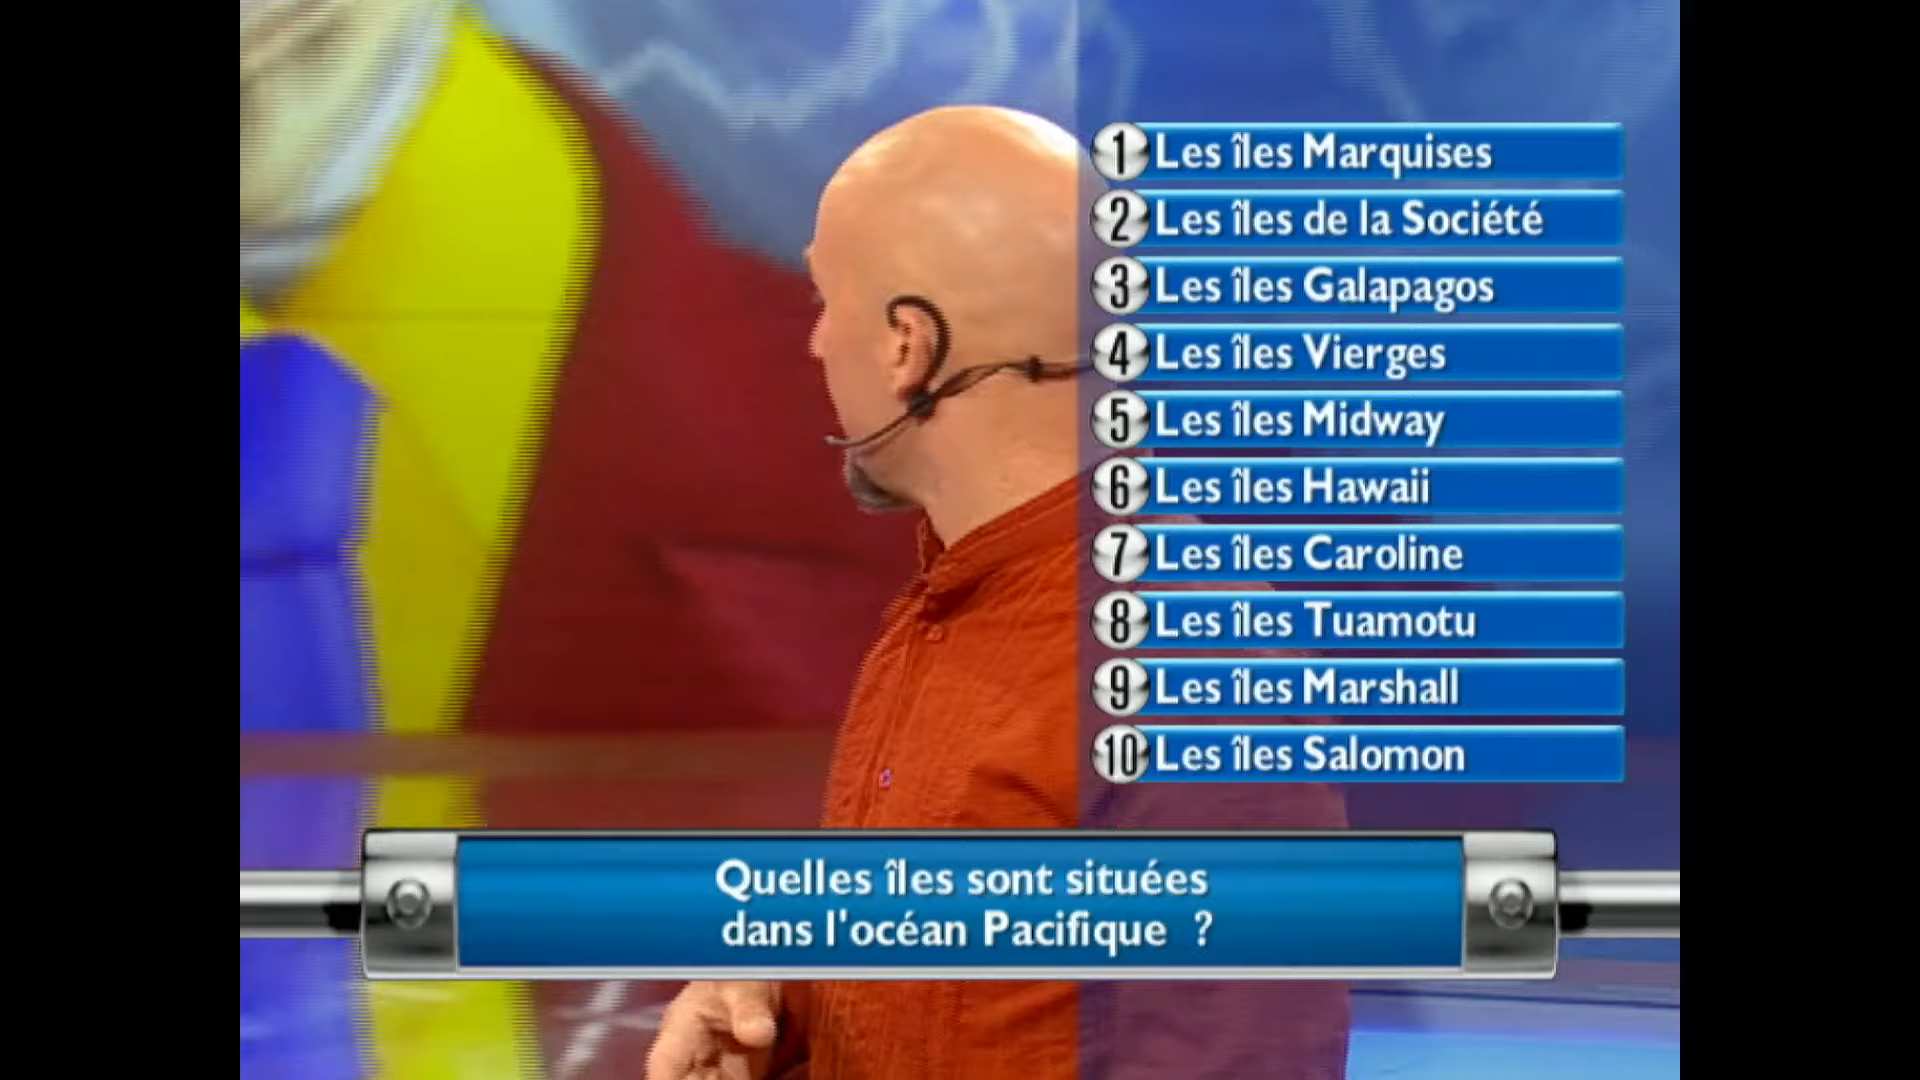 1 Les îles Marquises
2 Les îles de la Société
3 Les îles Galapagos
4 Les îles Vierges
5 Les îles Midway
6 Les îles Hawaii
7 Les îles Caroline
8 Les îles Tuamotu
9 Les îles Marshall
10 Les îles Salomon
Quelles îles sont situées
dans l'océan Pacifique ?